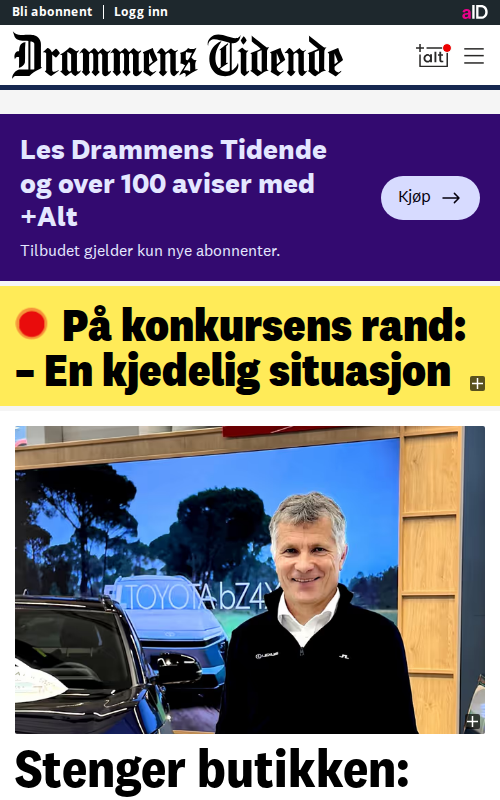 Bli abonnent | Logg inn
aID
Drammens Tidende
+alt
Les Drammens Tidende
og over 100 aviser med
+Alt
Kjøp →
Tilbudet gjelder kun nye abonnenter.
På konkursens rand:
– En kjedelig situasjon
TOYOTA bZ4X
LEXUS
Stenger butikken: